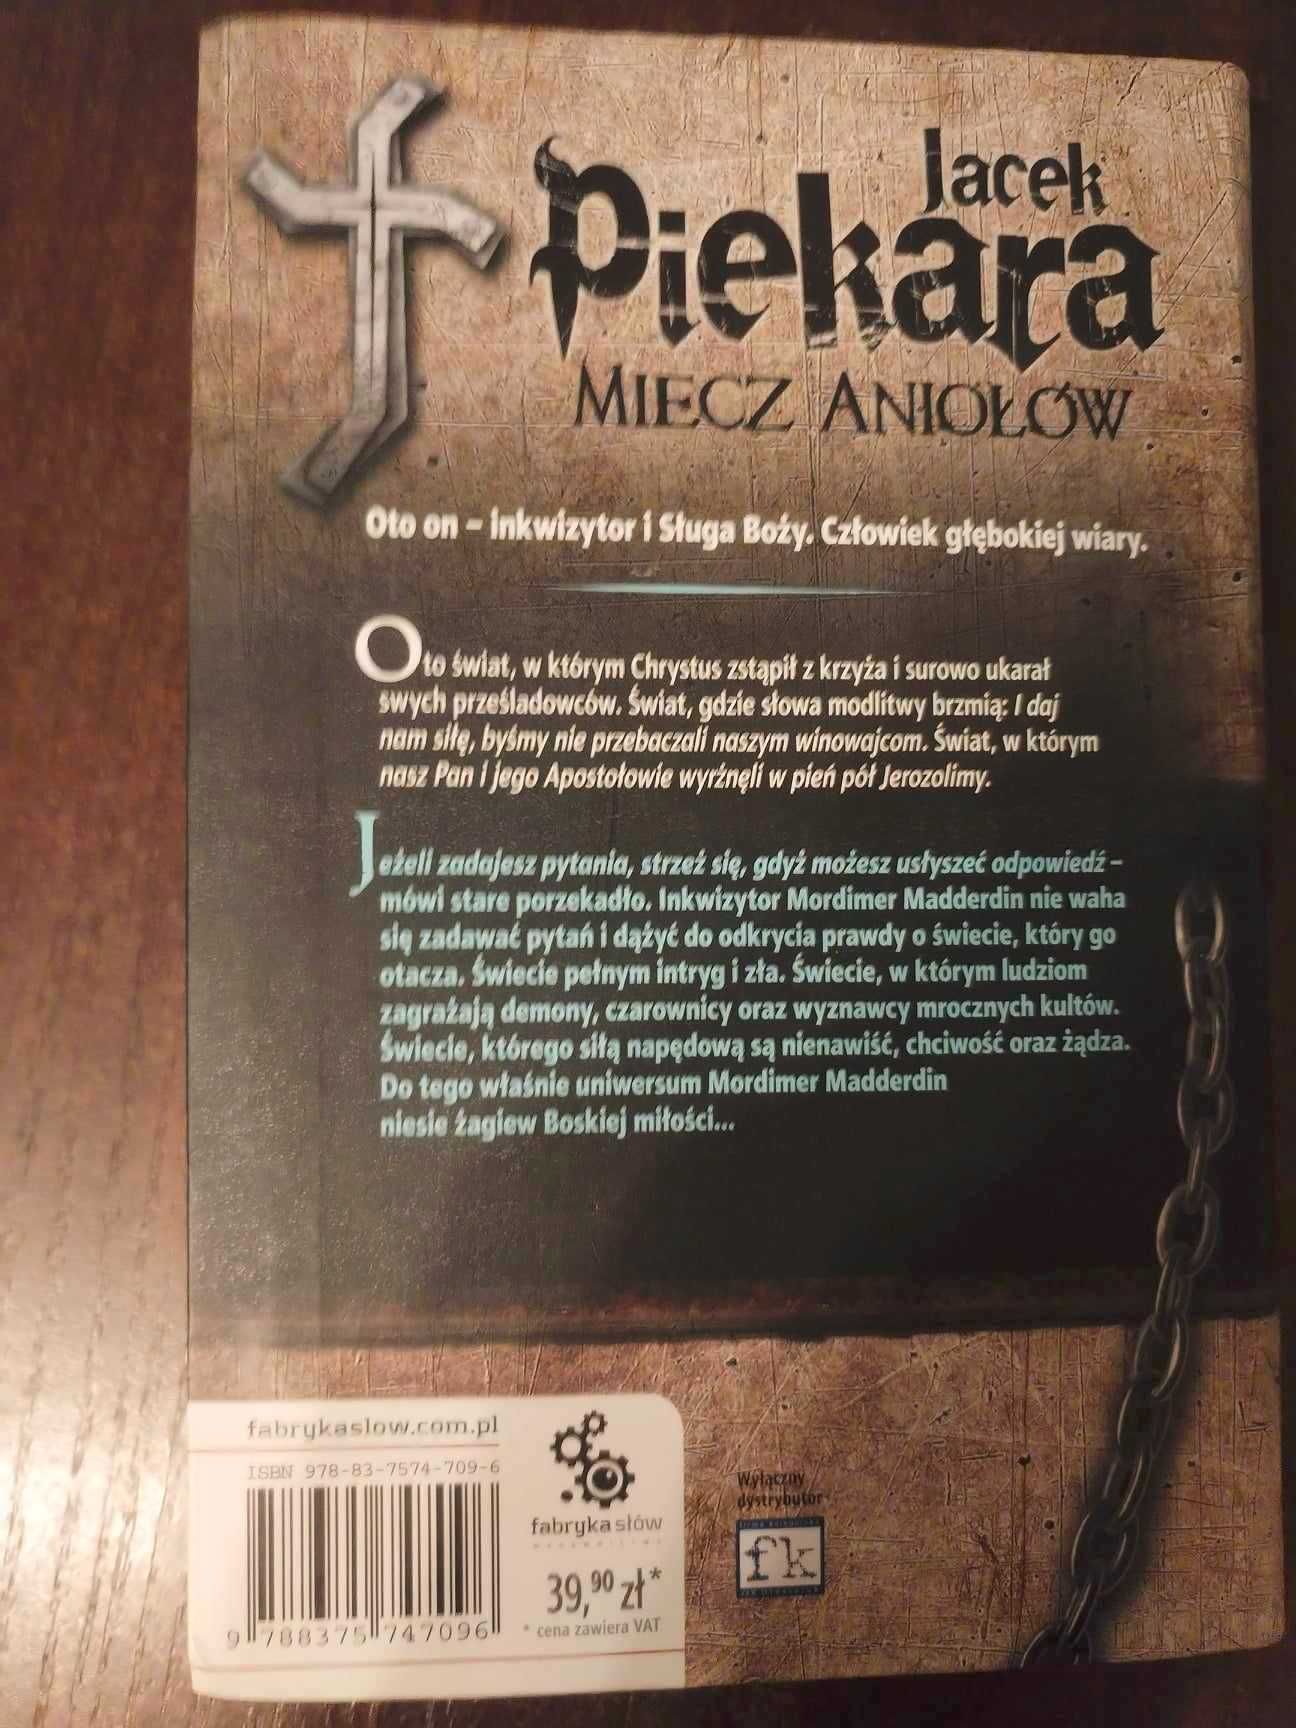 Jacek
Piekara
MIECZ ANIOŁÓW
Oto on – inkwizytor i Sługa Boży. Człowiek głębokiej wiary.
Oto świat, w którym Chrystus zstąpił z krzyża i surowo ukarał
swych prześladowców. Świat, gdzie słowa modlitwy brzmią: I daj
nam siłę, byśmy nie przebaczali naszym winowajcom. Świat, w którym
nasz Pan i jego Apostołowie wyrżnęli w pień pół Jerozolimy.
Jeżeli zadajesz pytania, strzeż się, gdyż możesz usłyszeć odpowiedź –
mówi stare porzekadło. Inkwizytor Mordimer Madderdin nie waha
się zadawać pytań i dążyć do odkrycia prawdy o świecie, który go
otacza. Świecie pełnym intryg i zła. Świecie, w którym ludziom
zagrażają demony, czarownicy oraz wyznawcy mrocznych kultów.
Świecie, którego siłą napędową są nienawiść, chciwość oraz żądza.
Do tego właśnie uniwersum Mordimer Madderdin
niesie żagiew Boskiej miłości...
fabrykaslow.com.pl
ISBN 978-83-7574-709-6
9 788375 747096
fabryka słów
39,90 zł*
* cena zawiera VAT
Wyłączny
dystrybutor
fk